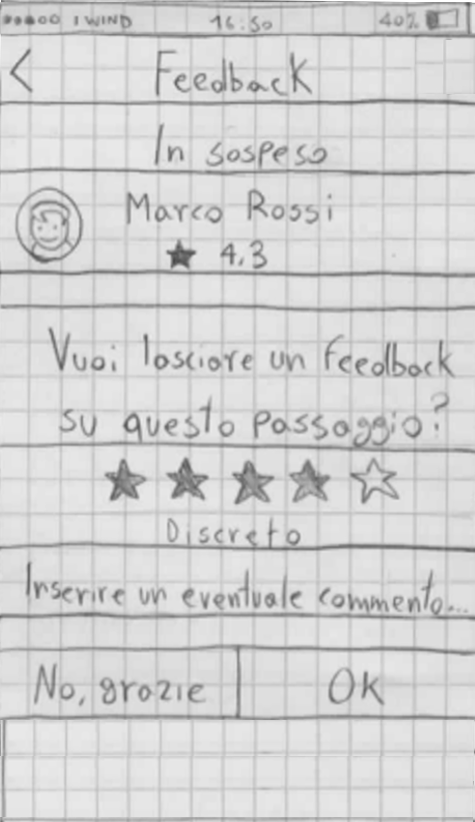 WIND 16:50 40%
< Feedback
In sospeso
Marco Rossi
★ 4.3
Vuoi lasciare un feedback
su questo passaggio?
Discreto
Inserire un eventuale commento...
No, grazie OK